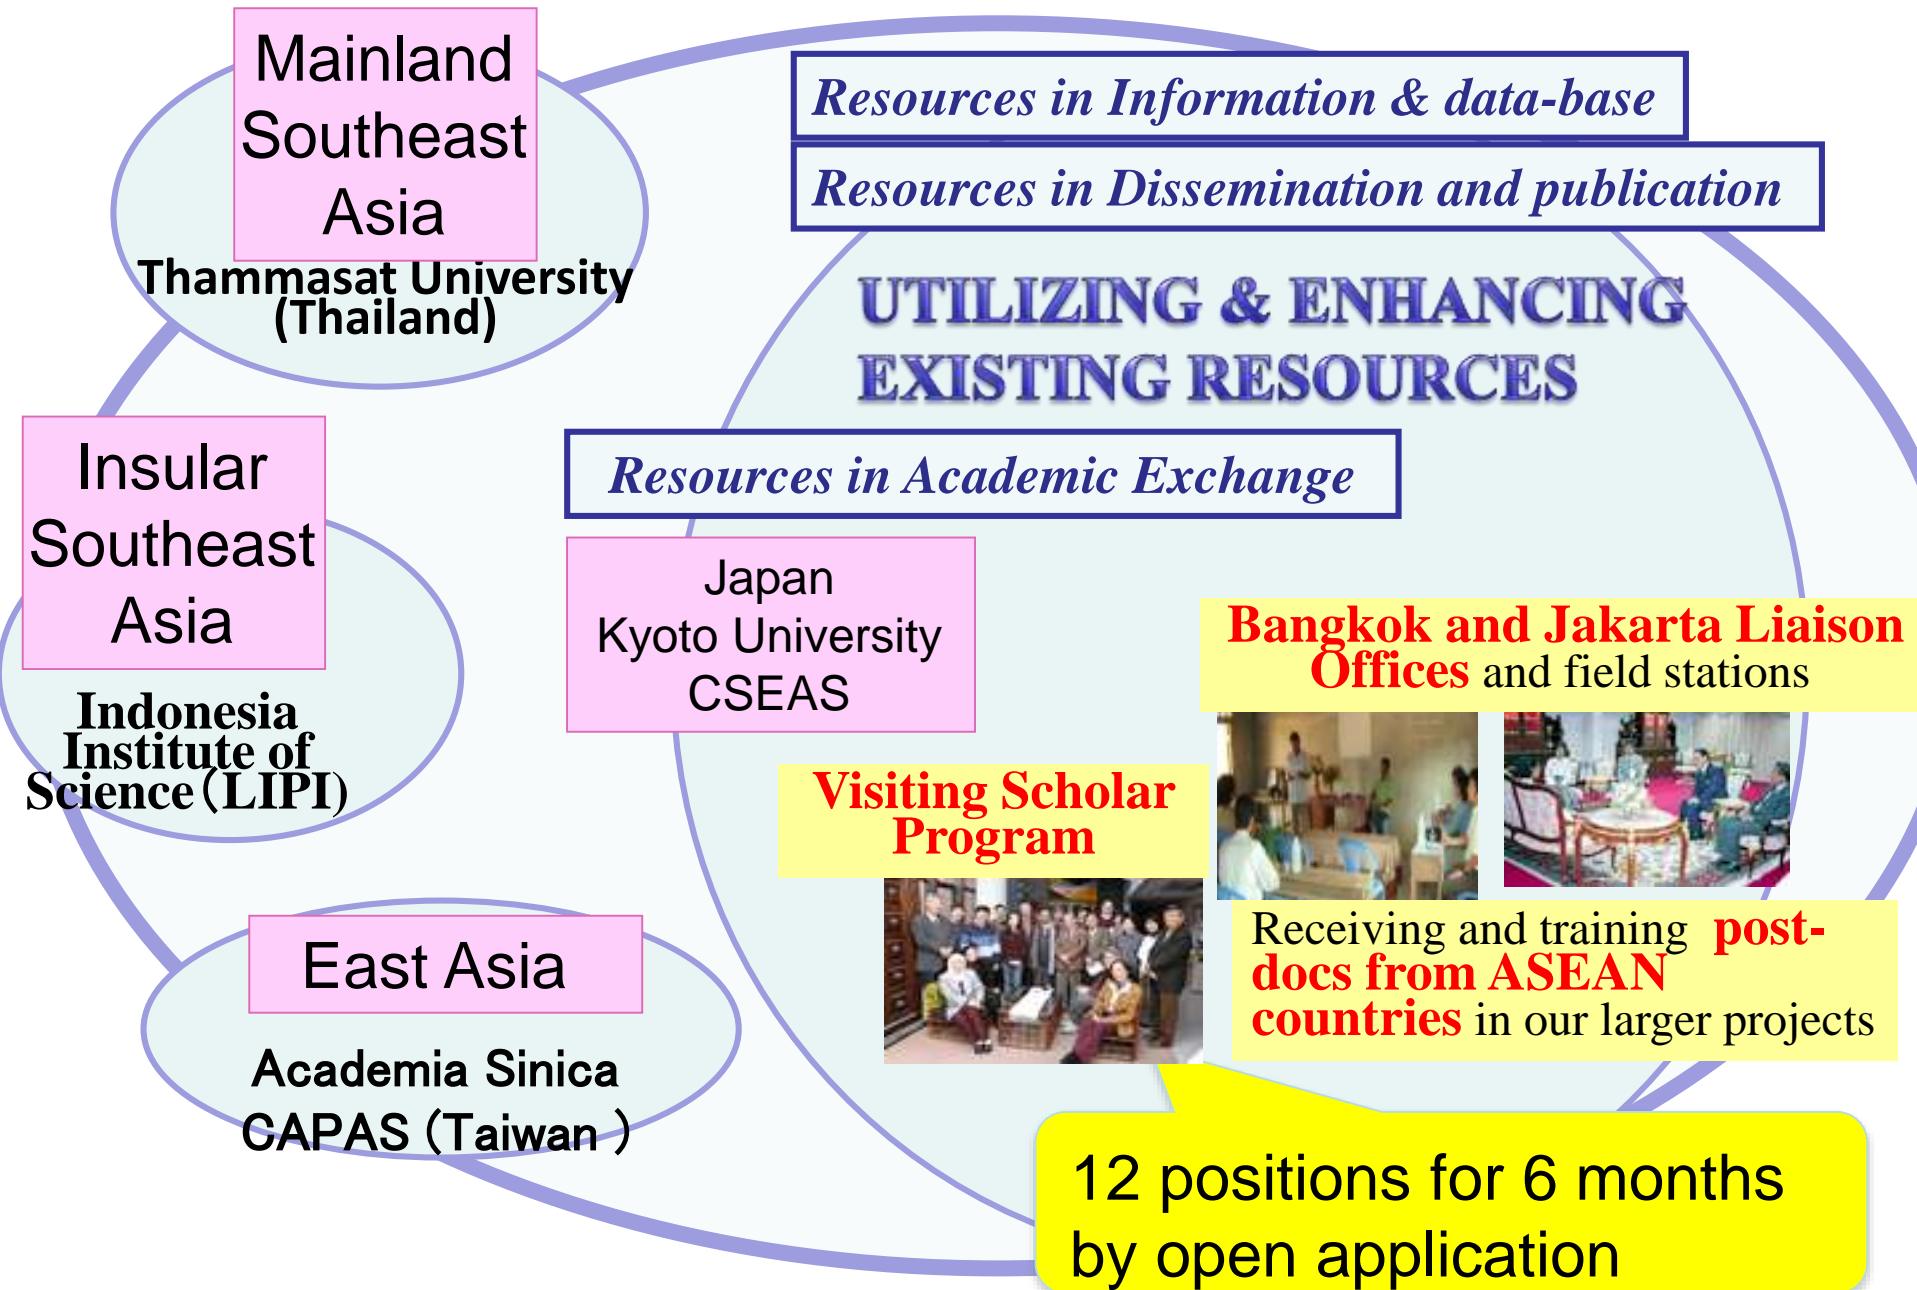 Mainland
Southeast
Asia
Thammasat University
(Thailand)
Resources in Information & data-base
Resources in Dissemination and publication
UTILIZING & ENHANCING
EXISTING RESOURCES
Insular
Southeast
Asia
Indonesia
Institute of
Science（LIPI）
Resources in Academic Exchange
Japan
Kyoto University
CSEAS
Bangkok and Jakarta Liaison
Offices and field stations
Visiting Scholar
Program
Receiving and training post-
docs from ASEAN
countries in our larger projects
East Asia
Academia Sinica
CAPAS（Taiwan ）
12 positions for 6 months
by open application